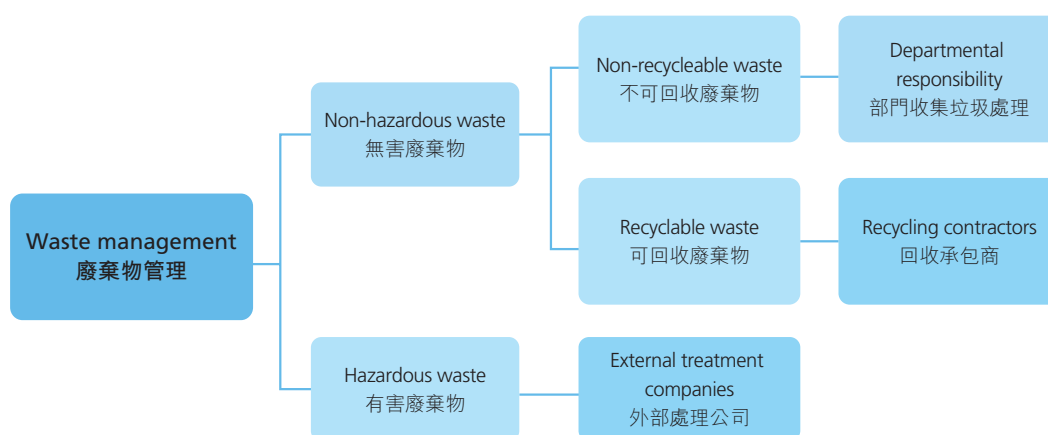 Waste management
廢棄物管理
Non-hazardous waste
無害廢棄物
Non-recycleable waste
不可回收廢棄物
Departmental
responsibility
部門收集垃圾處理
Recyclable waste
可回收廢棄物
Recycling contractors
回收承包商
Hazardous waste
有害廢棄物
External treatment
companies
外部處理公司